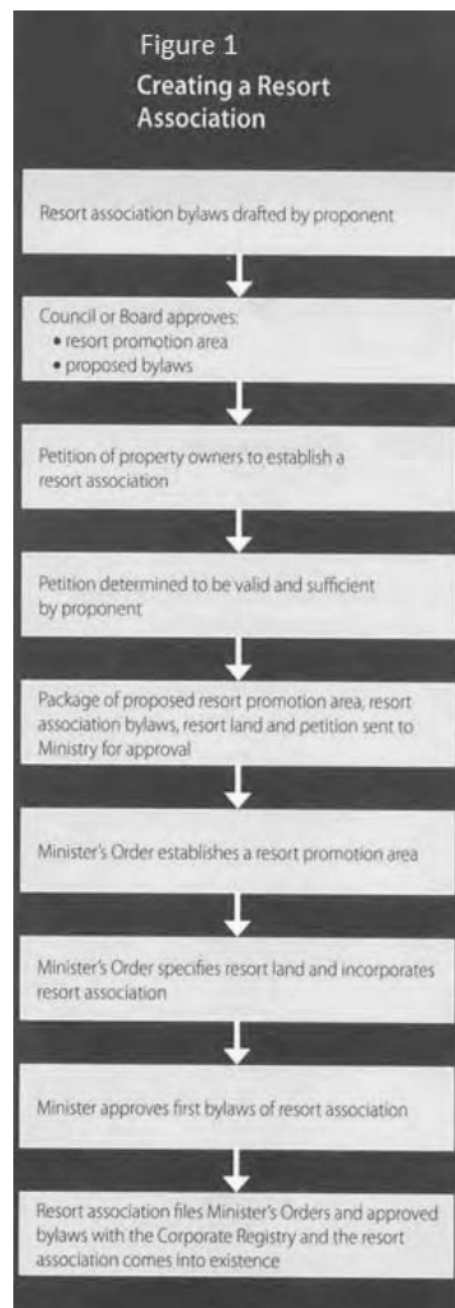 Figure 1
Creating a Resort
Association
Resort association bylaws drafted by proponent
Council or Board approves:
• resort promotion area
• proposed bylaws
Petition of property owners to establish a
resort association
Petition determined to be valid and sufficient
by proponent
Package of proposed resort promotion area, resort
association bylaws, resort land and petition sent to
Ministry for approval
Minister's Order establishes a resort promotion area
Minister's Order specifies resort land and incorporates
resort association
Minister approves first bylaws of resort association
Resort association files Minister's Orders and approved
bylaws with the Corporate Registry and the resort
association comes into existence